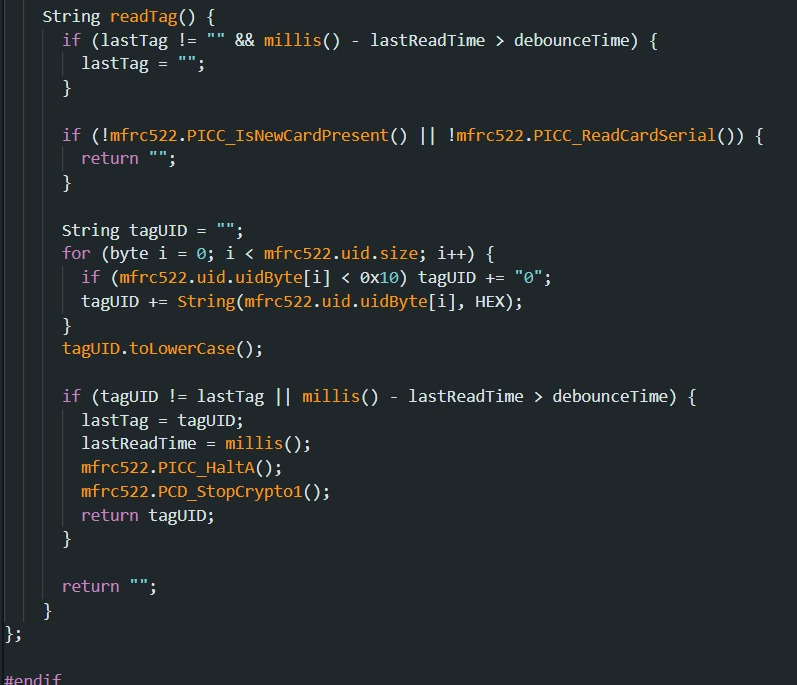 String readTag() {
if (lastTag != "" && millis() - lastReadTime > debounceTime) {
lastTag = "";
}
if (!mfrc522.PICC_IsNewCardPresent() || !mfrc522.PICC_ReadCardSerial()) {
return "";
}
String tagUID = "";
for (byte i = 0; i < mfrc522.uid.size; i++) {
if (mfrc522.uid.uidByte[i] < 0x10) tagUID += "0";
tagUID += String(mfrc522.uid.uidByte[i], HEX);
}
tagUID.toLowerCase();
if (tagUID != lastTag || millis() - lastReadTime > debounceTime) {
lastTag = tagUID;
lastReadTime = millis();
mfrc522.PICC_HaltA();
mfrc522.PCD_StopCrypto1();
return tagUID;
}
return "";
}
};
#endif